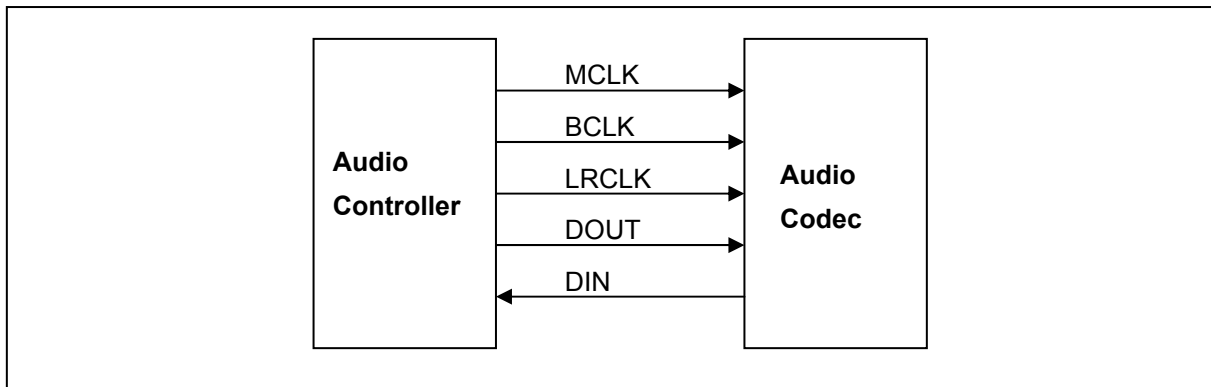 Audio
Controller
MCLK
BCLK
LRCLK
DOUT
DIN
Audio
Codec